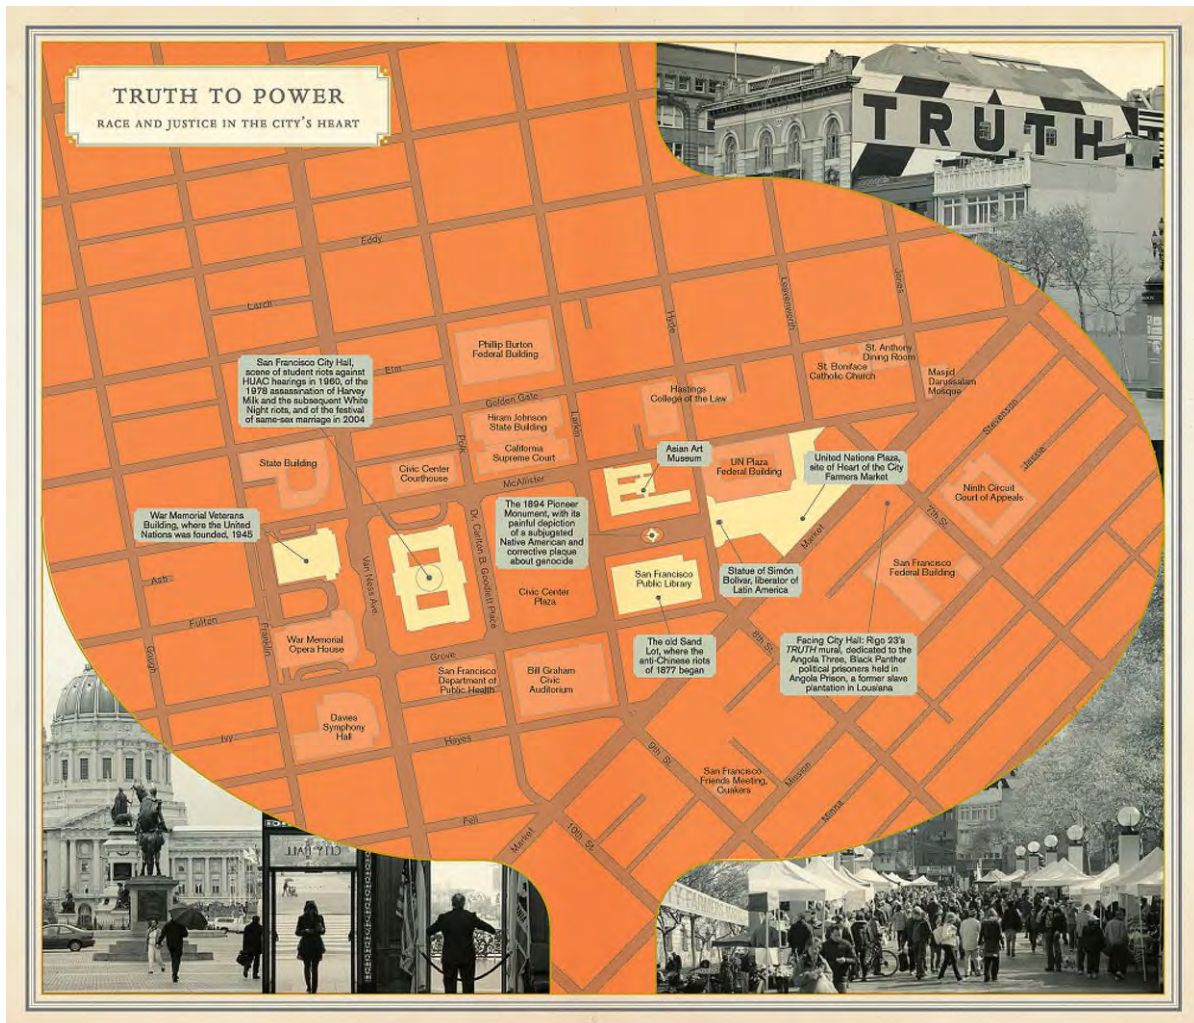 TRUTH TO POWER
RACE AND JUSTICE IN THE CITY'S HEART
TRUTH
Eddy
Larch
Hyde
Leavenworth
Jones
Phillip Burton
Federal Building
St. Anthony
Dining Room
St. Boniface
Catholic Church
Masjid
Darussalam
Mosque
San Francisco City Hall,
scene of student riots against
HUAC hearings in 1960, of the
1978 assassination of Harvey
Milk and the subsequent White
Night riots, and of the festival
of same-sex marriage in 2004
Elm
Golden Gate
Hastings
College of the Law
Hiram Johnson
State Building
Larkin
Polk
Stevenson
Jessie
State Building
Civic Center
Courthouse
California
Supreme Court
McAllister
Asian Art
Museum
UN Plaza
Federal Building
United Nations Plaza,
site of Heart of the City
Farmers Market
Ninth Circuit
Court of Appeals
War Memorial Veterans
Building, where the United
Nations was founded, 1945
The 1894 Pioneer
Monument, with its
painful depiction
of a subjugated
Native American and
corrective plaque
about genocide
Dr. Carlton B. Goodlett Place
Van Ness Ave.
Market
7th St.
San Francisco
Federal Building
Ash
San Francisco
Public Library
Statue of Simón
Bolivar, liberator of
Latin America
Civic Center
Plaza
Fulton
Franklin
Gough
War Memorial
Opera House
Grove
The old Sand
Lot, where the
anti-Chinese riots
of 1877 began
8th St.
Facing City Hall: Rigo 23's
TRUTH mural, dedicated to the
Angola Three, Black Panther
political prisoners held in
Angola Prison, a former slave
plantation in Lousiana
San Francisco
Department of
Public Health
Bill Graham
Civic
Auditorium
Davies
Symphony
Hall
Ivy
Hayes
9th St.
San Francisco
Friends Meeting,
Quakers
Mission
Minna
Fell
Market
10th St.
CITY HALL